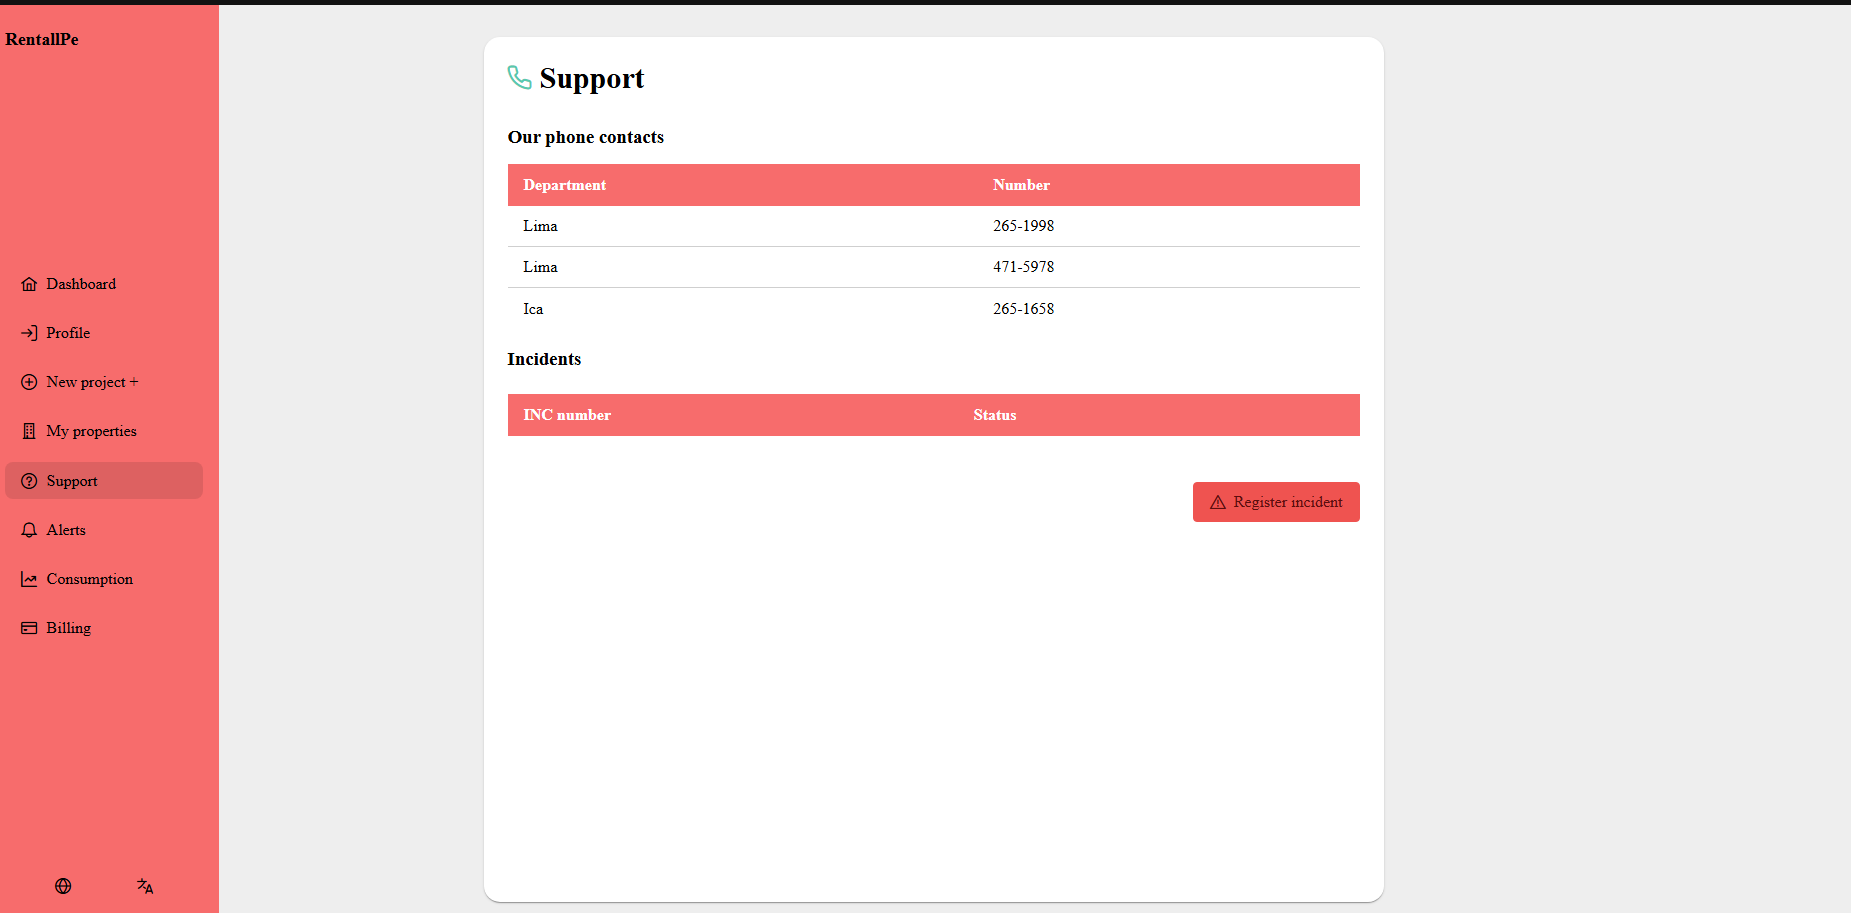 RentallPe
Dashboard
Profile
New project +
My properties
Support
Alerts
Consumption
Billing
Support
Our phone contacts
Department Number
Lima 265-1998
Lima 471-5978
Ica 265-1658
Incidents
INC number Status
Register incident